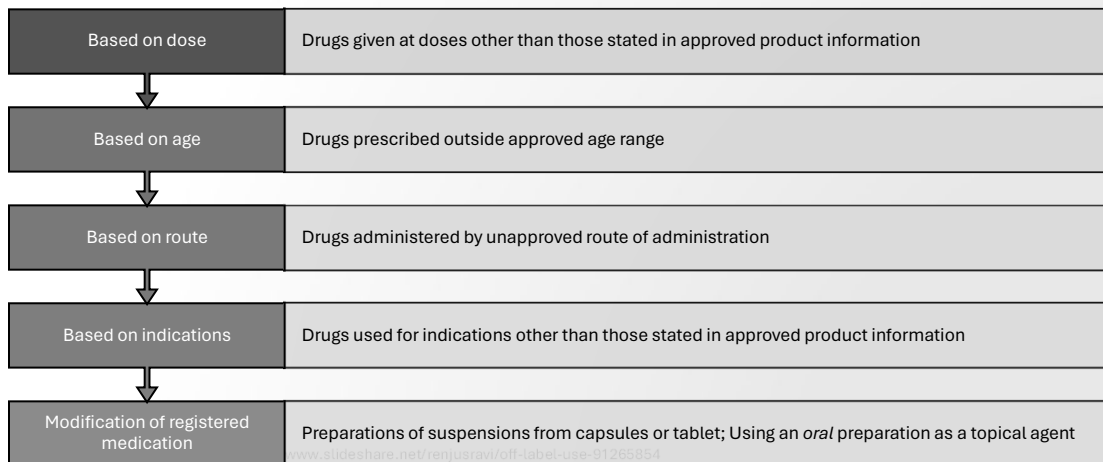 Based on dose
Drugs given at doses other than those stated in approved product information
Based on age
Drugs prescribed outside approved age range
Based on route
Drugs administered by unapproved route of administration
Based on indications
Drugs used for indications other than those stated in approved product information
Modification of registered
medication
Preparations of suspensions from capsules or tablet; Using an oral preparation as a topical agent
www.slideshare.net/renjusravi/off-label-use-91265854